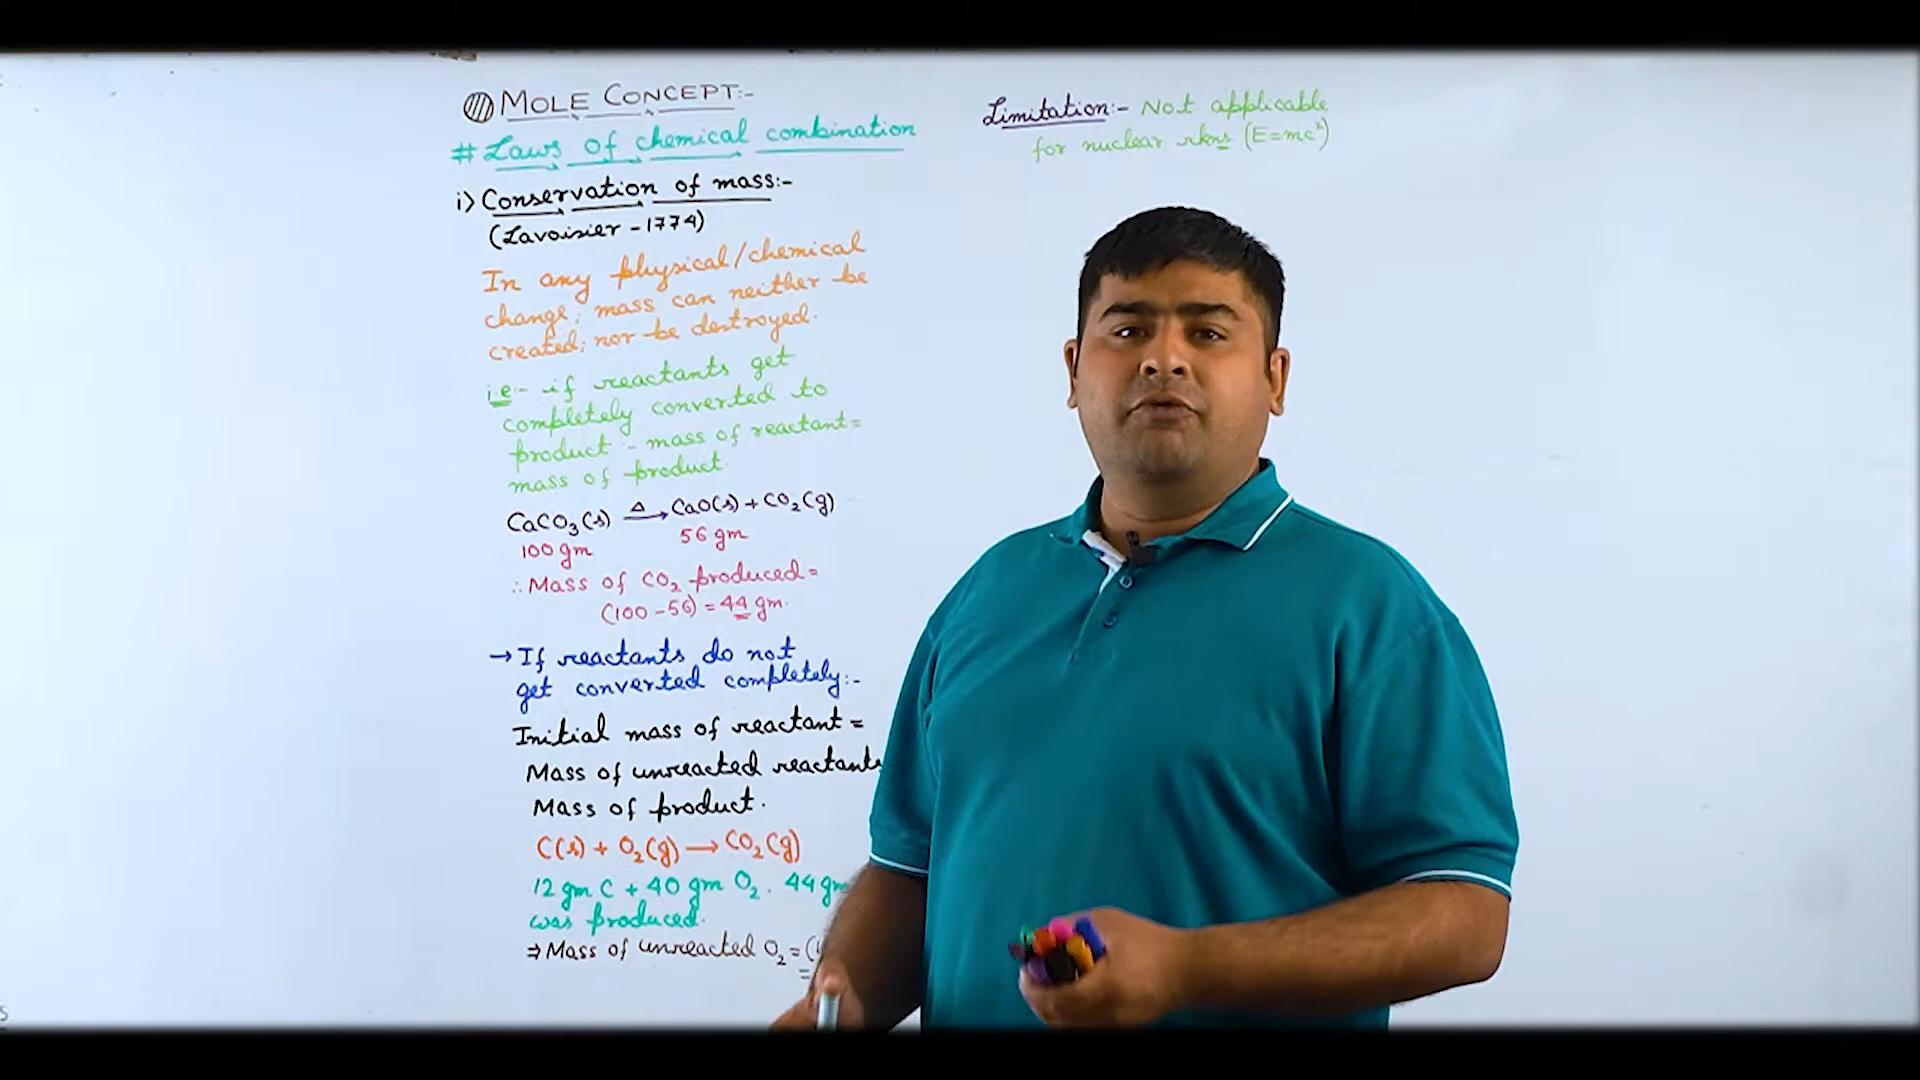 MOLE CONCEPT:-
# Laws of chemical combination
i) Conservation of mass:-
(Lavoisier - 1774)
In any physical/chemical
change; mass can neither be
created; nor be destroyed.
i.e:- if reactants get
completely converted to
product - mass of reactant =
mass of product.
CaCO₃(s) Δ→ CaO(s) + CO₂(g)
100 gm 56 gm
∴ Mass of CO₂ produced =
(100 - 56) = 44 gm.
→ If reactants do not
get converted completely:-
Initial mass of reactant =
Mass of unreacted reactants
Mass of product.
C(s) + O₂(g) → CO₂(g)
12 gm C + 40 gm O₂. 44 gm
was produced.
⇒ Mass of unreacted O₂ = (
=
Limitation:- Not applicable
for nuclear rxns (E=mc²)